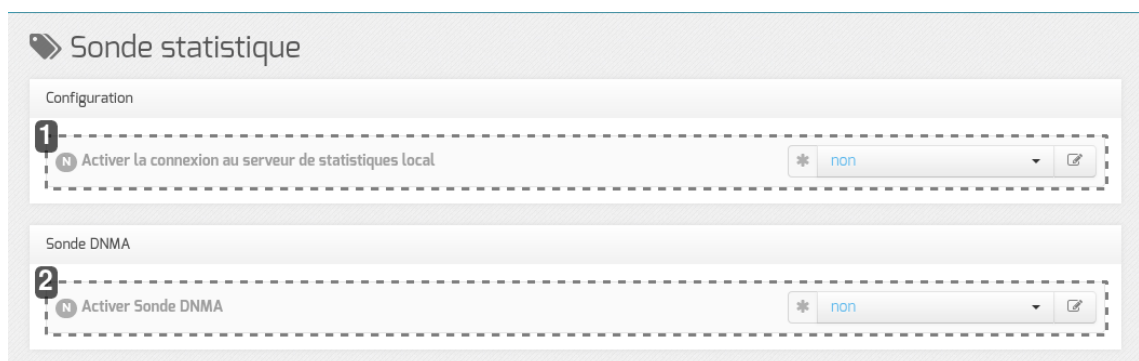 Sonde statistique
Configuration
1
N Activer la connexion au serveur de statistiques local
non
Sonde DNMA
2
N Activer Sonde DNMA
non